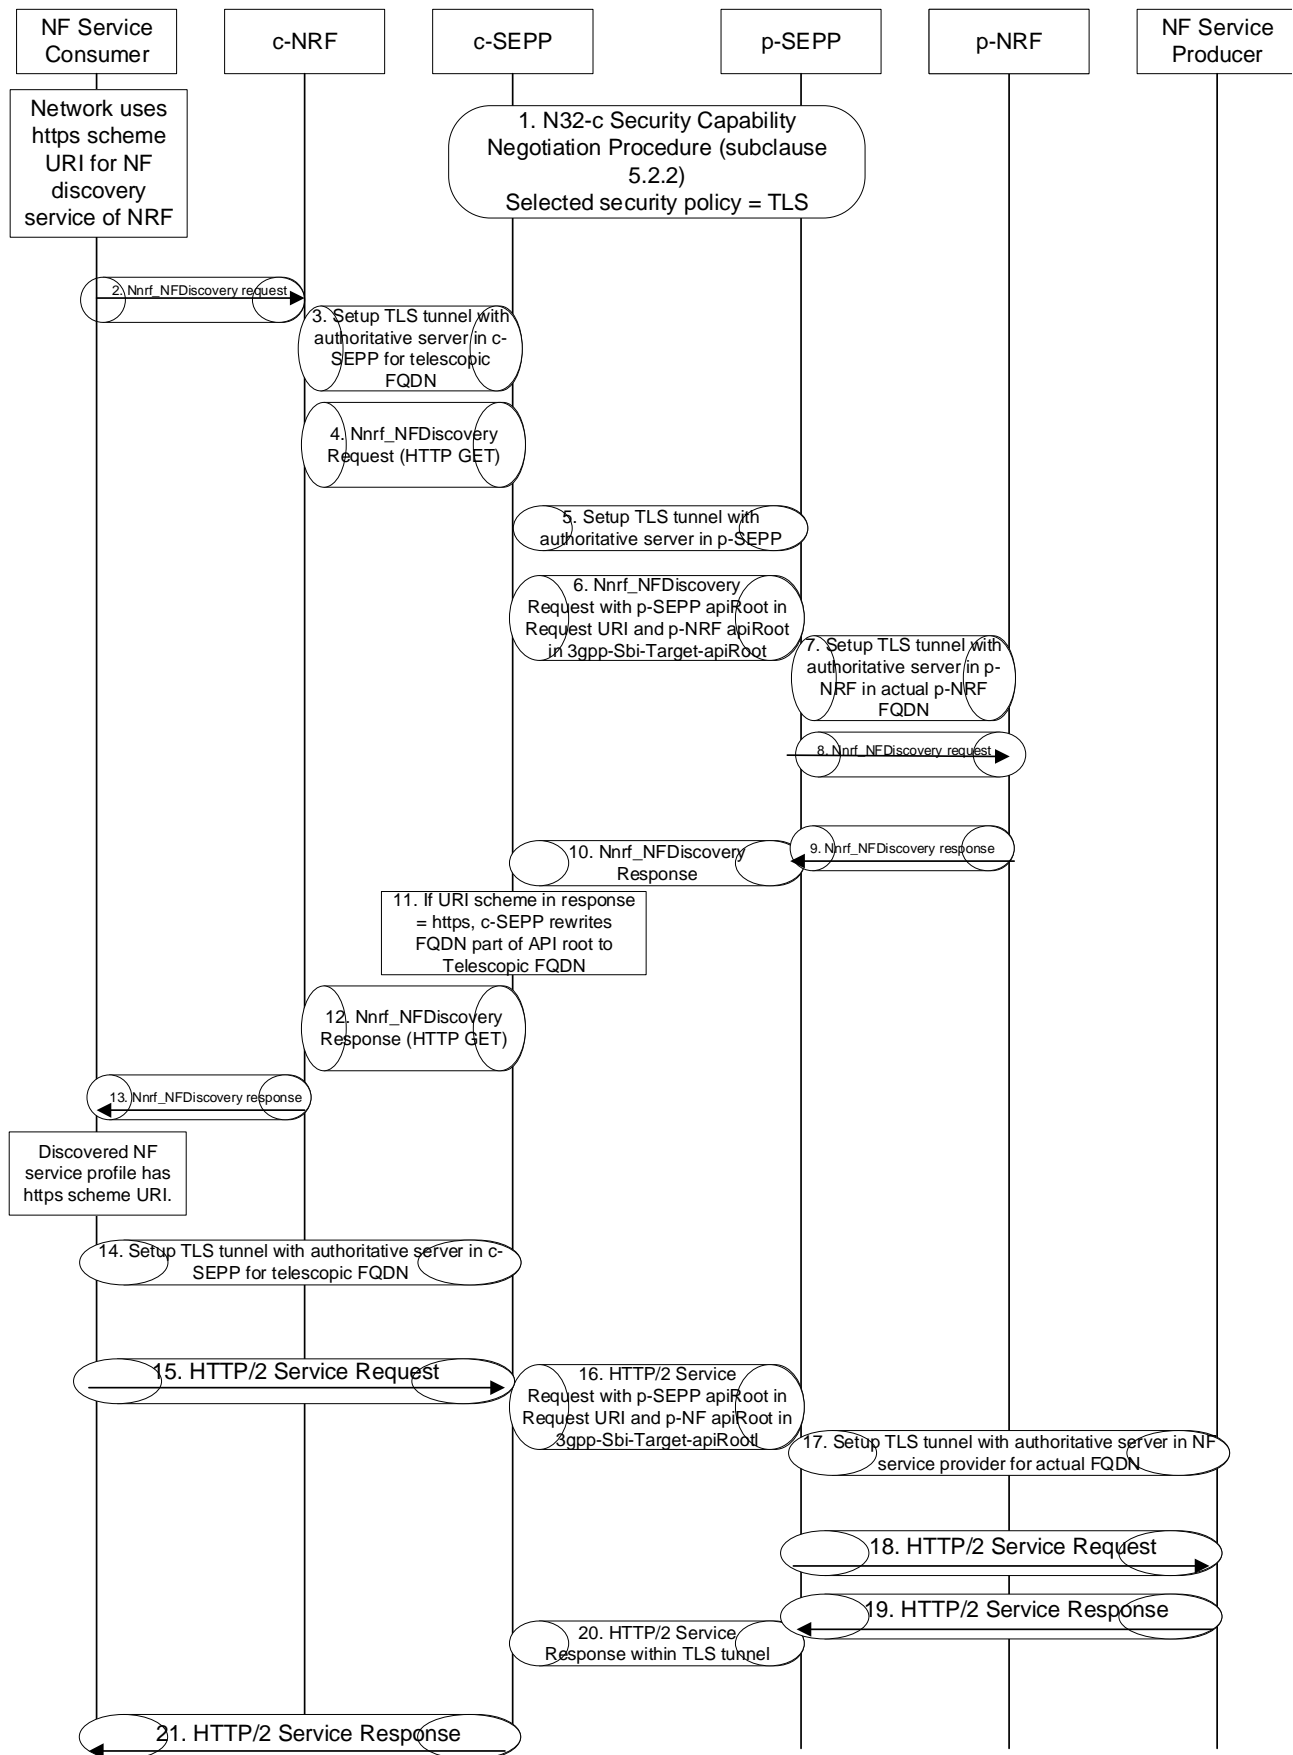 NF Service
Consumer
c-NRF
c-SEPP
p-SEPP
p-NRF
NF Service
Producer
Network uses
https scheme
URI for NF
discovery
service of NRF
1. N32-c Security Capability
Negotiation Procedure (subclause
5.2.2)
Selected security policy = TLS
2. Nnrf_NFDiscovery request
3. Setup TLS tunnel with
authoritative server in c-
SEPP for telescopic
FQDN
4. Nnrf_NFDiscovery
Request (HTTP GET)
5. Setup TLS tunnel with
authoritative server in p-SEPP
6. Nnrf_NFDiscovery
Request with p-SEPP apiRoot in
Request URI and p-NRF apiRoot
in 3gpp-Sbi-Target-apiRoot
7. Setup TLS tunnel with
authoritative server in p-
NRF in actual p-NRF
FQDN
8. Nnrf_NFDiscovery request
9. Nnrf_NFDiscovery response
10. Nnrf_NFDiscovery
Response
11. If URI scheme in response
= https, c-SEPP rewrites
FQDN part of API root to
Telescopic FQDN
12. Nnrf_NFDiscovery
Response (HTTP GET)
13. Nnrf_NFDiscovery response
Discovered NF
service profile has
https scheme URI.
14. Setup TLS tunnel with authoritative server in c-
SEPP for telescopic FQDN
15. HTTP/2 Service Request
16. HTTP/2 Service
Request with p-SEPP apiRoot in
Request URI and p-NF apiRoot in
3gpp-Sbi-Target-apiRootl
17. Setup TLS tunnel with authoritative server in NF
service provider for actual FQDN
18. HTTP/2 Service Request
19. HTTP/2 Service Response
20. HTTP/2 Service
Response within TLS tunnel
21. HTTP/2 Service Response